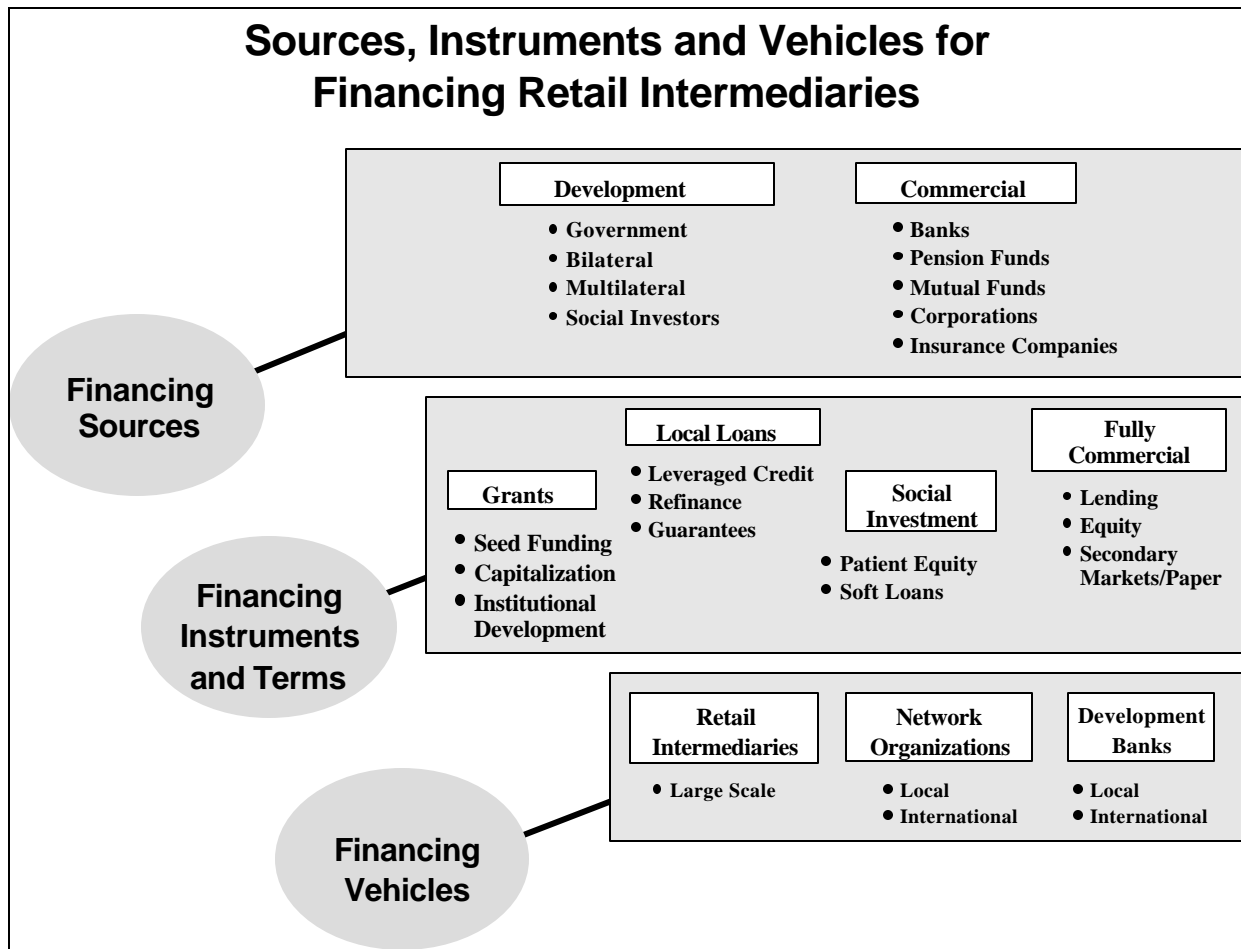 Sources, Instruments and Vehicles for
Financing Retail Intermediaries
Financing
Sources
Development
• Government
• Bilateral
• Multilateral
• Social Investors
Commercial
• Banks
• Pension Funds
• Mutual Funds
• Corporations
• Insurance Companies
Financing
Instruments
and Terms
Grants
• Seed Funding
• Capitalization
• Institutional
Development
Local Loans
• Leveraged Credit
• Refinance
• Guarantees
Social
Investment
• Patient Equity
• Soft Loans
Fully
Commercial
• Lending
• Equity
• Secondary
Markets/Paper
Financing
Vehicles
Retail
Intermediaries
• Large Scale
Network
Organizations
• Local
• International
Development
Banks
• Local
• International